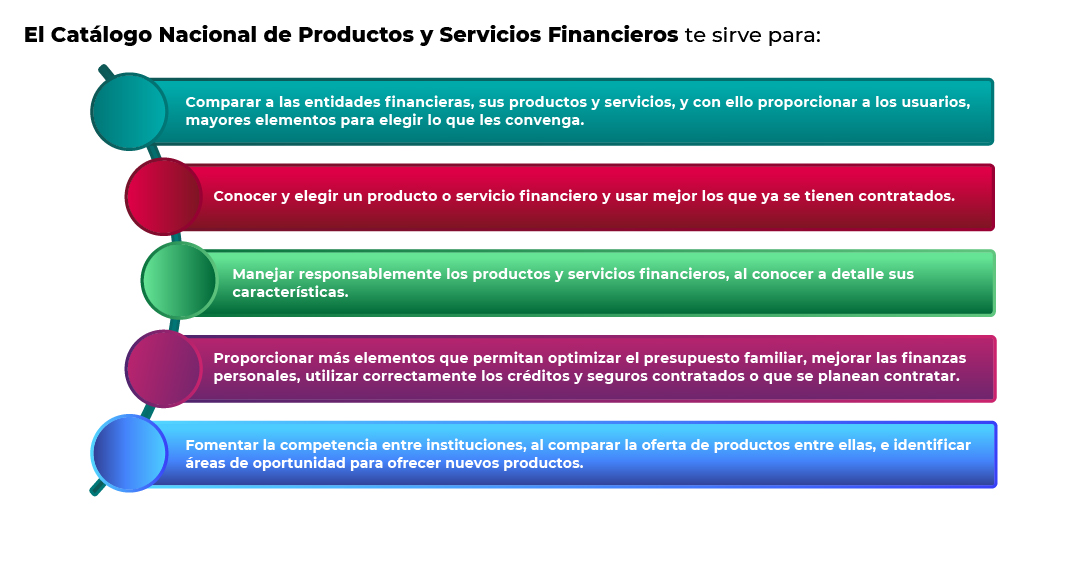 El Catálogo Nacional de Productos y Servicios Financieros te sirve para:
Comparar a las entidades financieras, sus productos y servicios, y con ello proporcionar a los usuarios,
mayores elementos para elegir lo que les convenga.
Conocer y elegir un producto o servicio financiero y usar mejor los que ya se tienen contratados.
Manejar responsablemente los productos y servicios financieros, al conocer a detalle sus
características.
Proporcionar más elementos que permitan optimizar el presupuesto familiar, mejorar las finanzas
personales, utilizar correctamente los créditos y seguros contratados o que se planean contratar.
Fomentar la competencia entre instituciones, al comparar la oferta de productos entre ellas, e identificar
áreas de oportunidad para ofrecer nuevos productos.